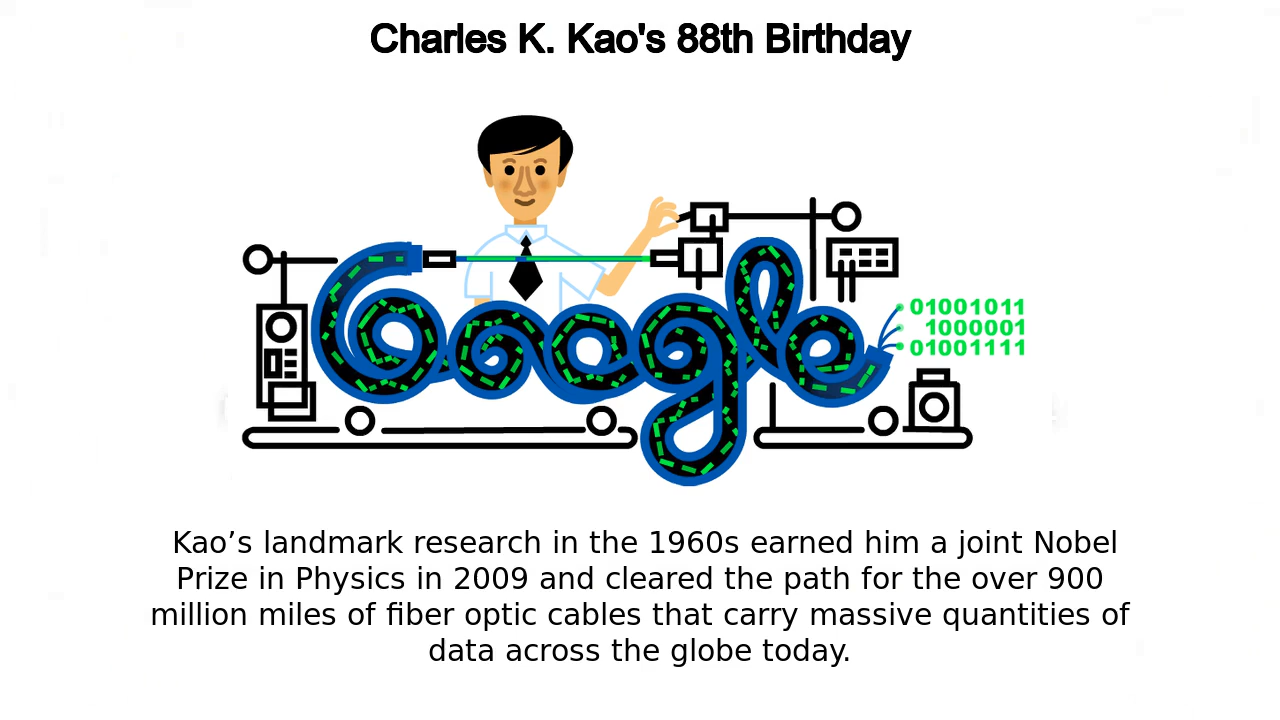 Charles K. Kao's 88th Birthday
Google
01001011
1000001
01001111
Kao’s landmark research in the 1960s earned him a joint Nobel
Prize in Physics in 2009 and cleared the path for the over 900
million miles of fiber optic cables that carry massive quantities of
data across the globe today.